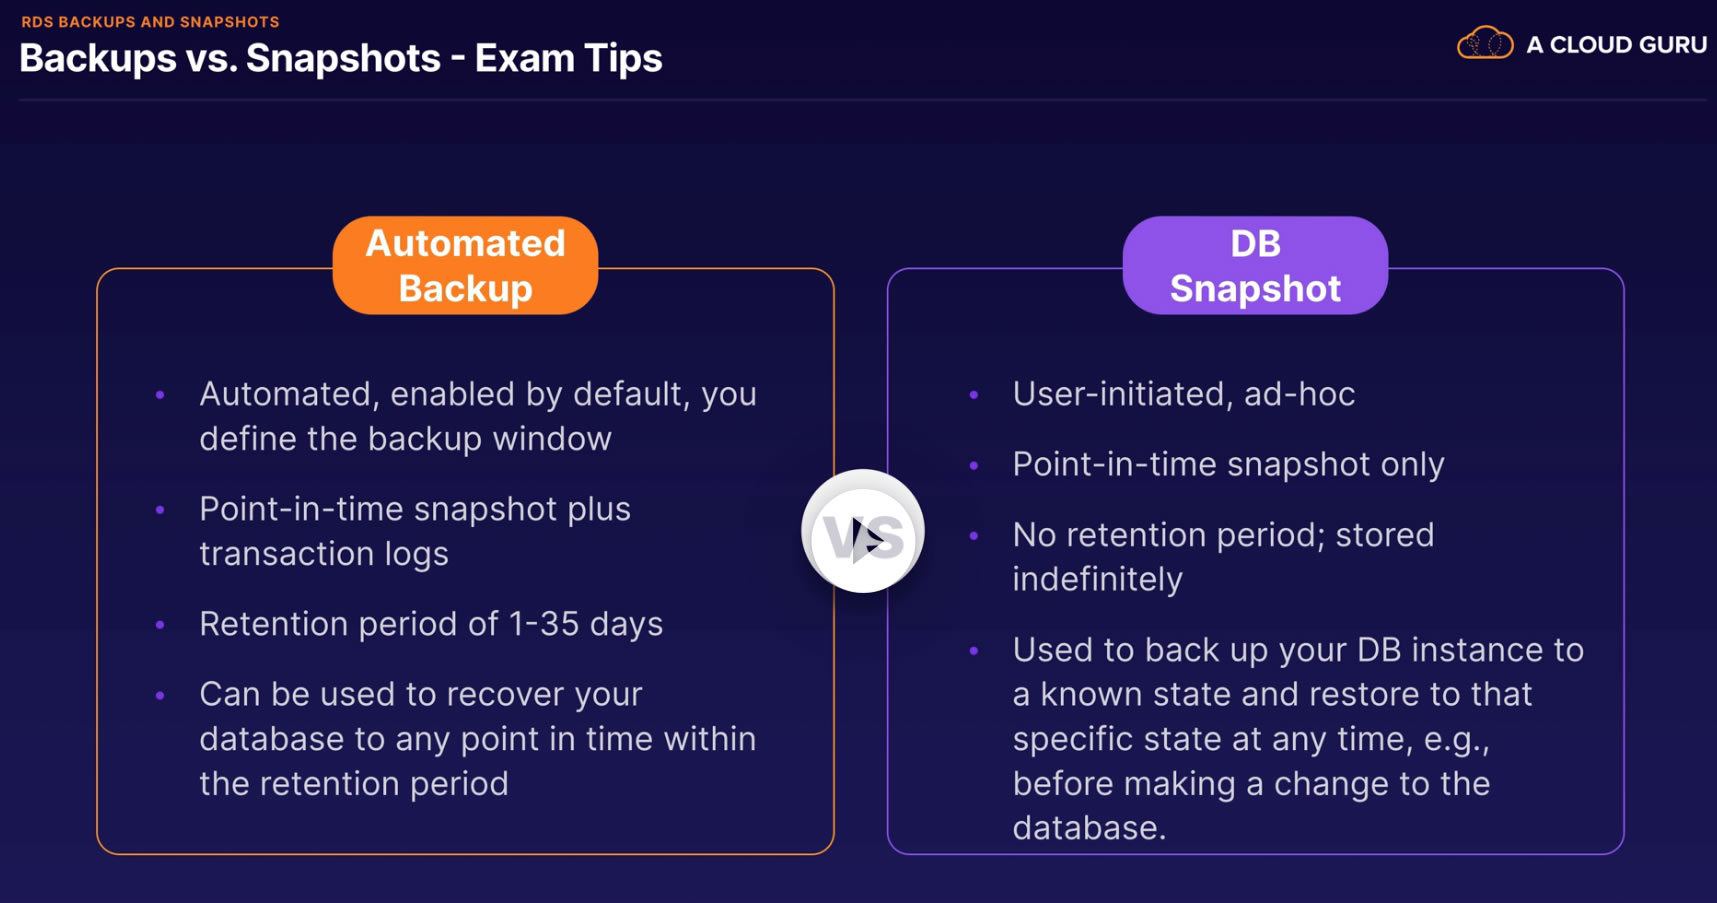 RDS BACKUPS AND SNAPSHOTS
Backups vs. Snapshots - Exam Tips
A CLOUD GURU
Automated
Backup
• Automated, enabled by default, you
define the backup window
• Point-in-time snapshot plus
transaction logs
• Retention period of 1-35 days
• Can be used to recover your
database to any point in time within
the retention period
VS
DB
Snapshot
• User-initiated, ad-hoc
• Point-in-time snapshot only
• No retention period; stored
indefinitely
• Used to back up your DB instance to
a known state and restore to that
specific state at any time, e.g.,
before making a change to the
database.